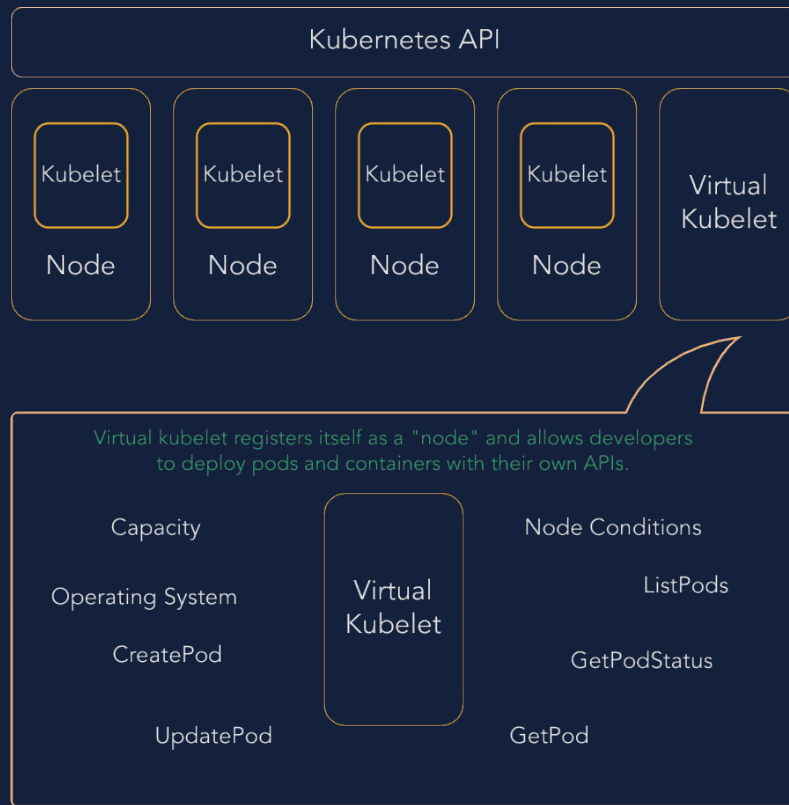 Kubernetes API
Kubelet
Node
Kubelet
Node
Kubelet
Node
Kubelet
Node
Virtual
Kubelet
Virtual kubelet registers itself as a "node" and allows developers
to deploy pods and containers with their own APIs.
Capacity
Operating System
CreatePod
UpdatePod
Virtual
Kubelet
Node Conditions
ListPods
GetPodStatus
GetPod